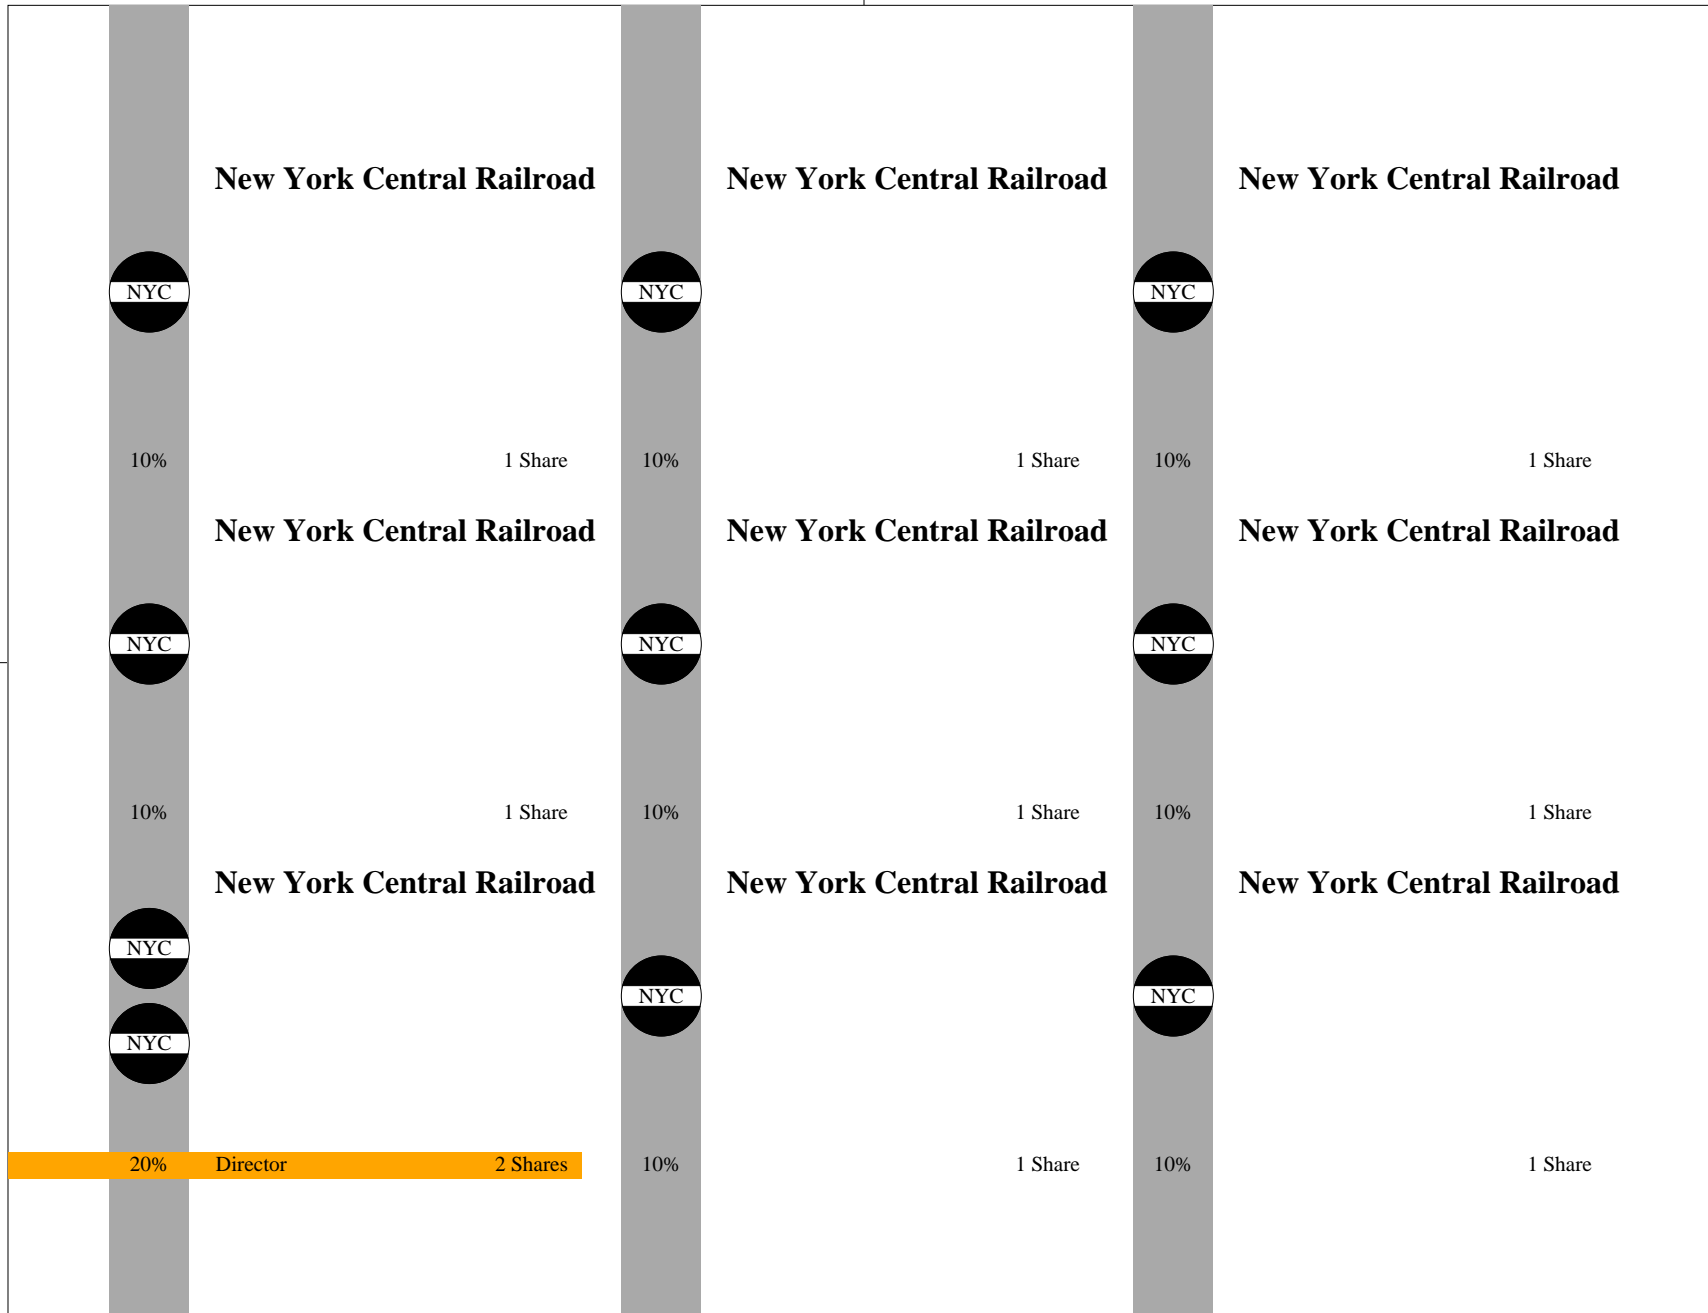 New York Central Railroad New York Central Railroad New York Central Railroad
NYC NYC NYC
10% 1 Share 10% 1 Share 10% 1 Share
New York Central Railroad New York Central Railroad New York Central Railroad
NYC NYC NYC
10% 1 Share 10% 1 Share 10% 1 Share
New York Central Railroad New York Central Railroad New York Central Railroad
NYC
NYC NYC
NYC
20% Director 2 Shares 10% 1 Share 10% 1 Share